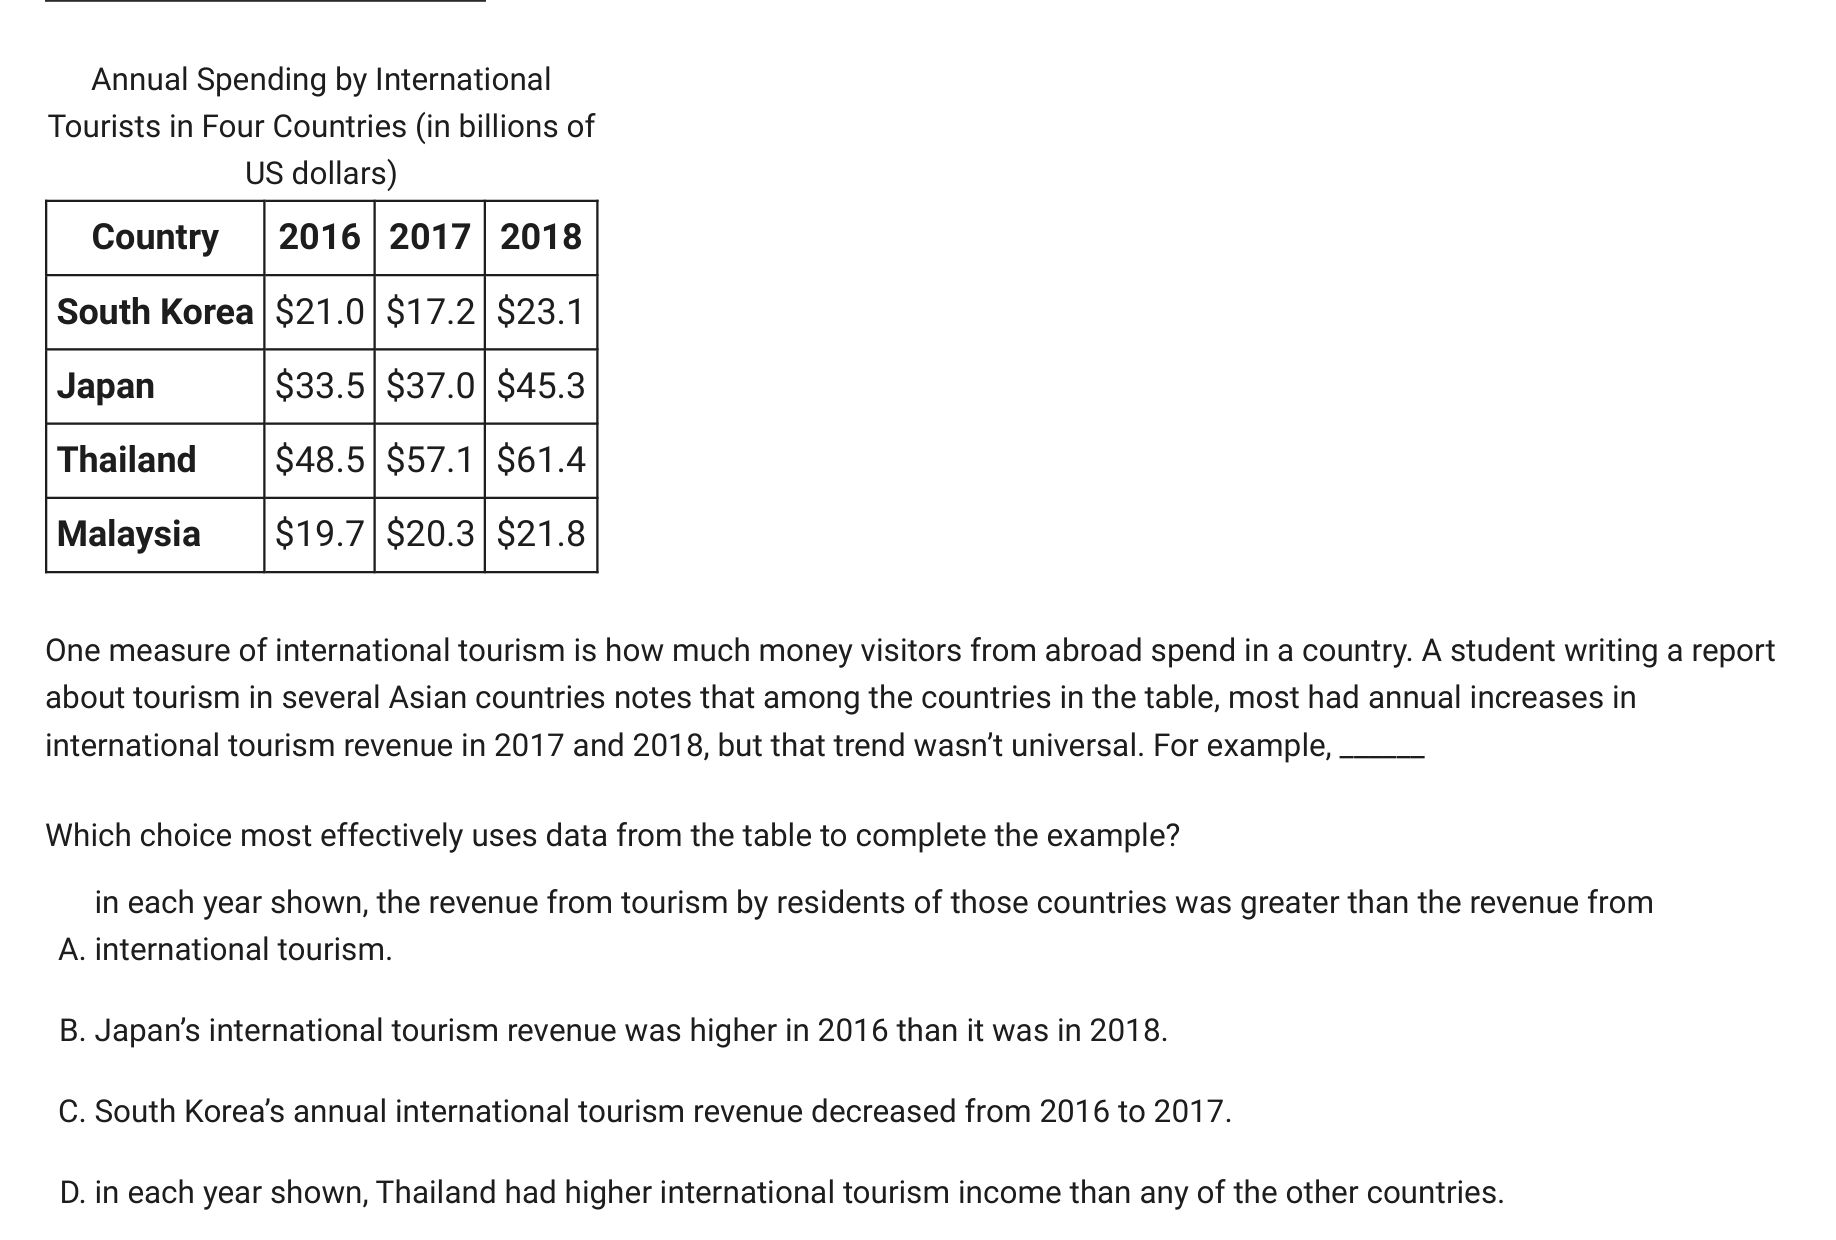 Annual Spending by International
Tourists in Four Countries (in billions of
US dollars)
Country 2016 2017 2018
South Korea $21.0 $17.2 $23.1
Japan $33.5 $37.0 $45.3
Thailand $48.5 $57.1 $61.4
Malaysia $19.7 $20.3 $21.8
One measure of international tourism is how much money visitors from abroad spend in a country. A student writing a report
about tourism in several Asian countries notes that among the countries in the table, most had annual increases in
international tourism revenue in 2017 and 2018, but that trend wasn’t universal. For example, ______
Which choice most effectively uses data from the table to complete the example?
in each year shown, the revenue from tourism by residents of those countries was greater than the revenue from
A. international tourism.
B. Japan’s international tourism revenue was higher in 2016 than it was in 2018.
C. South Korea’s annual international tourism revenue decreased from 2016 to 2017.
D. in each year shown, Thailand had higher international tourism income than any of the other countries.